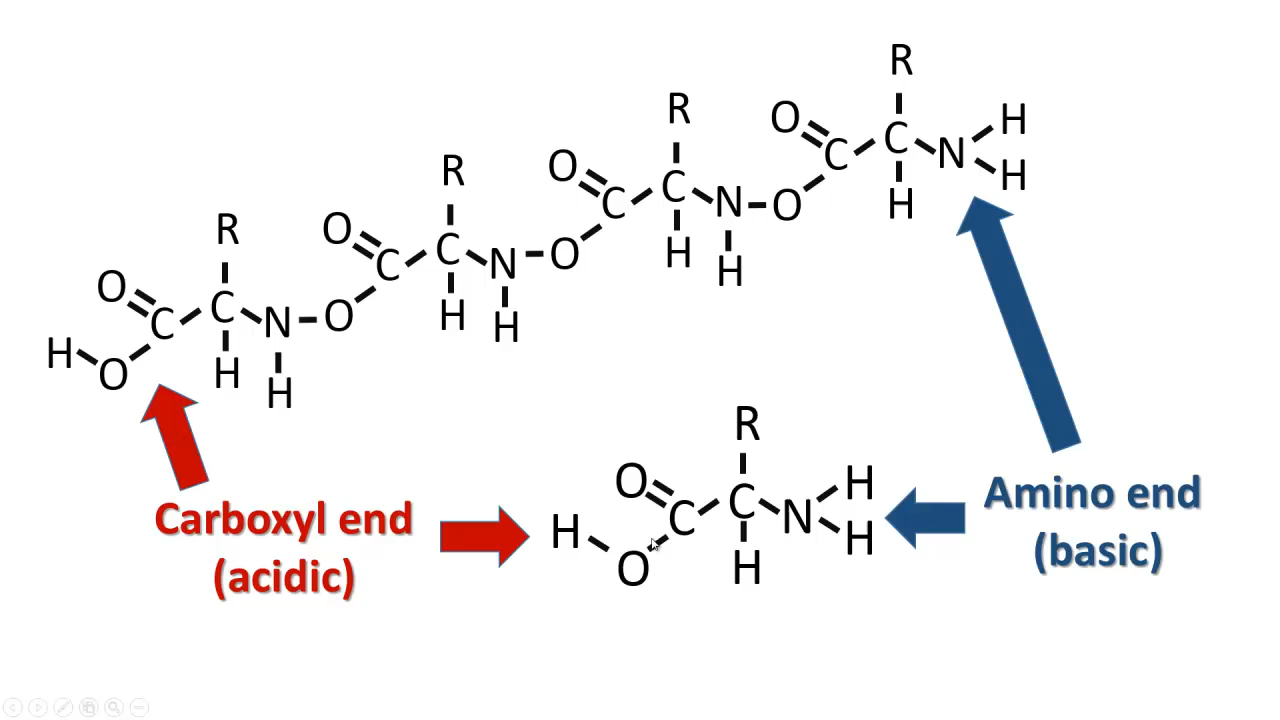 R
O C C N H
H H
R
O C C N O
H H
R
O C C N O
H H
R
O C C N O
H O H H
R
O C C N H
H O H H
Carboxyl end
(acidic)
Amino end
(basic)